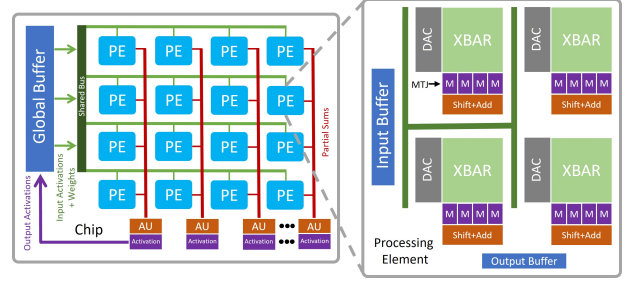 Global Buffer
Shared Bus
PE PE PE PE
PE PE PE PE
PE PE PE PE
PE PE PE PE
Partial Sums
Output Activations
Input Activations
+ Weights
Chip
AU AU AU AU
Activation Activation Activation Activation
Input Buffer
DAC XBAR DAC XBAR
MTJ M M M M M M M M
Shift+Add Shift+Add
DAC XBAR DAC XBAR
M M M M M M M M
Shift+Add Shift+Add
Processing
Element
Output Buffer